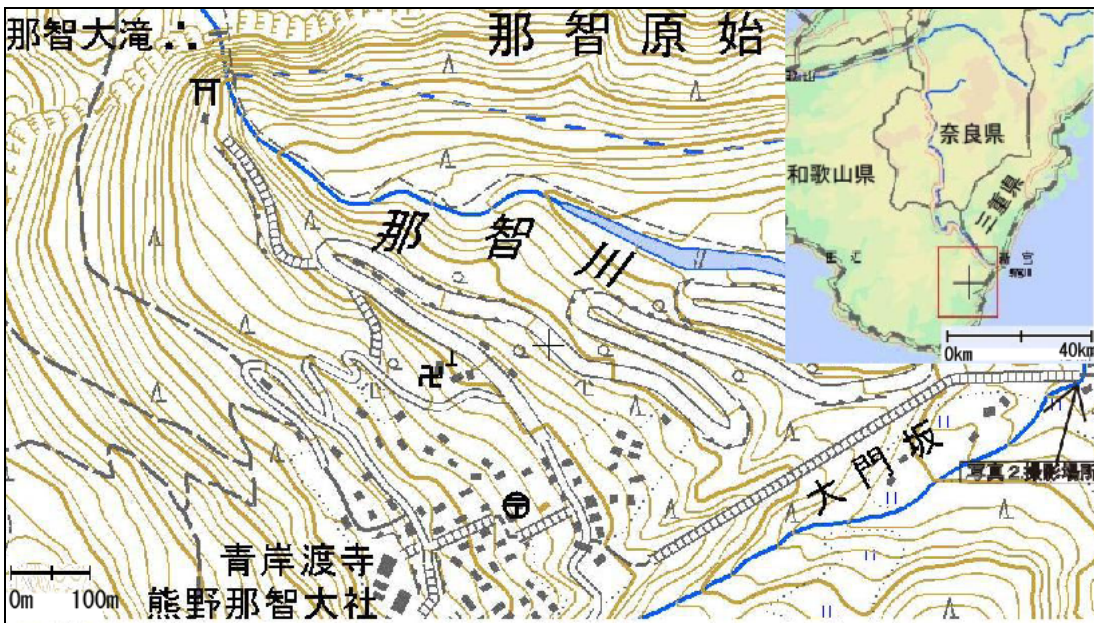 那智大滝
那智原始
那智川
大門坂
写真2撮影場所
青岸渡寺
熊野那智大社
0m 100m
奈良県
和歌山県
三重県
0km 40km